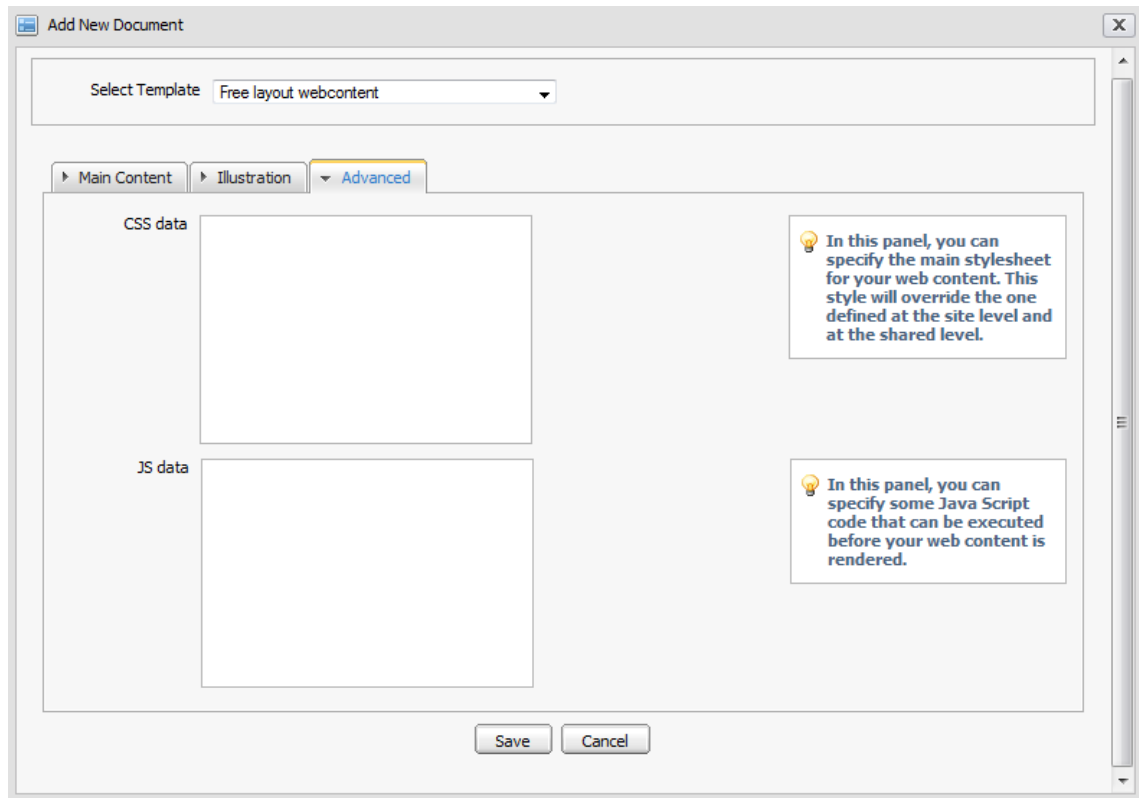 Add New Document
X
Select Template
Free layout webcontent
Main Content
Illustration
Advanced
CSS data
In this panel, you can
specify the main stylesheet
for your web content. This
style will override the one
defined at the site level and
at the shared level.
JS data
In this panel, you can
specify some Java Script
code that can be executed
before your web content is
rendered.
Save
Cancel